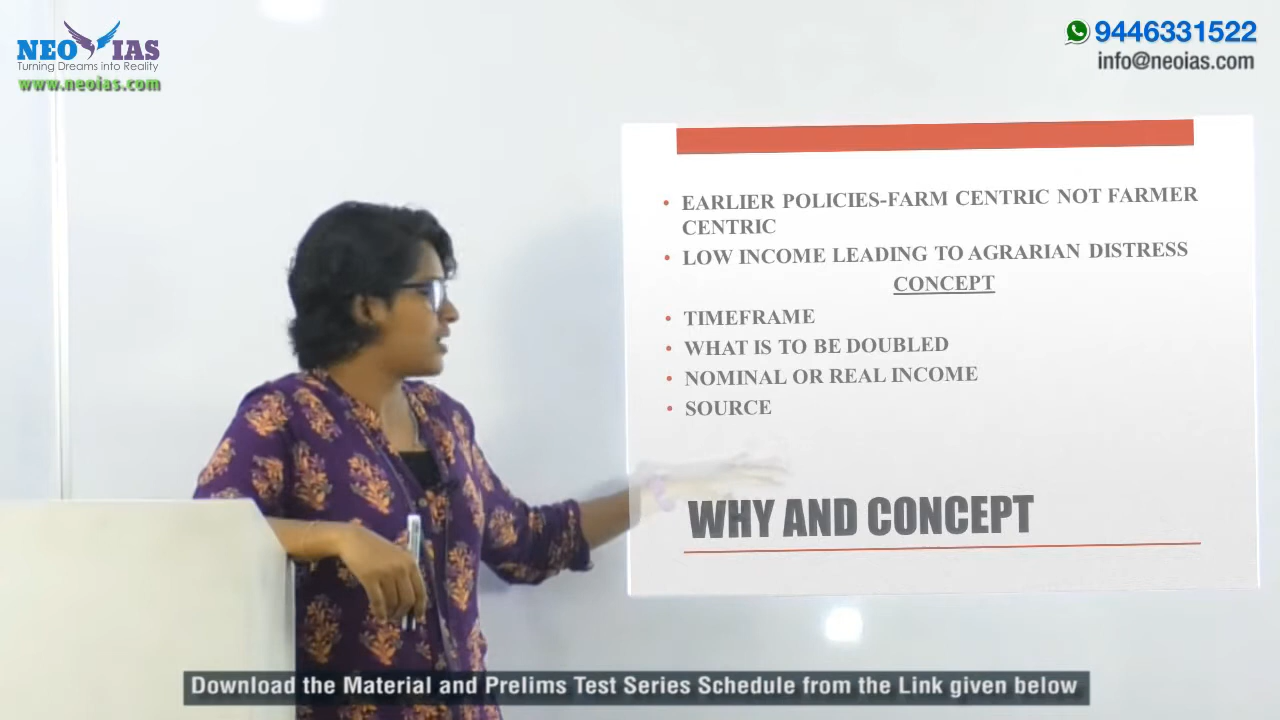 NEO IAS
Turning Dreams into Reality
www.neoias.com
9446331522
info@neoias.com
• EARLIER POLICIES-FARM CENTRIC NOT FARMER
CENTRIC
• LOW INCOME LEADING TO AGRARIAN DISTRESS
CONCEPT
• TIMEFRAME
• WHAT IS TO BE DOUBLED
• NOMINAL OR REAL INCOME
• SOURCE
WHY AND CONCEPT
Download the Material and Prelims Test Series Schedule from the Link given below